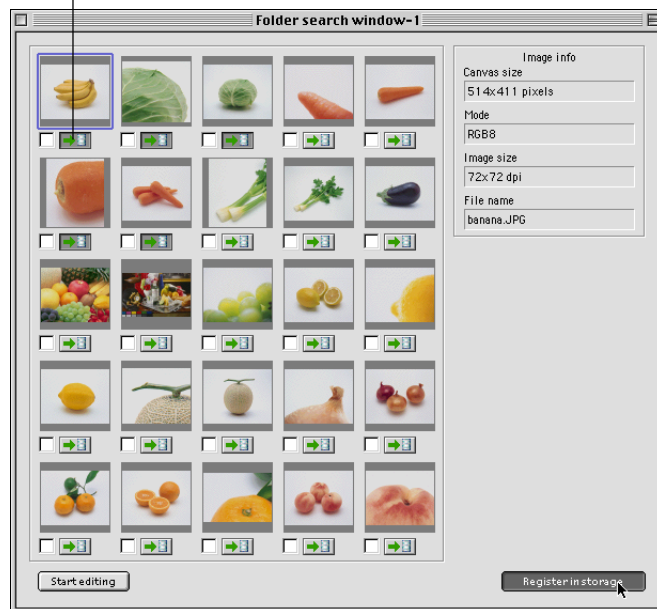 Folder search window-1
Image info
Canvas size
514x411 pixels
Mode
RGB8
Image size
72x72 dpi
File name
banana.JPG
Start editing
Register in storage